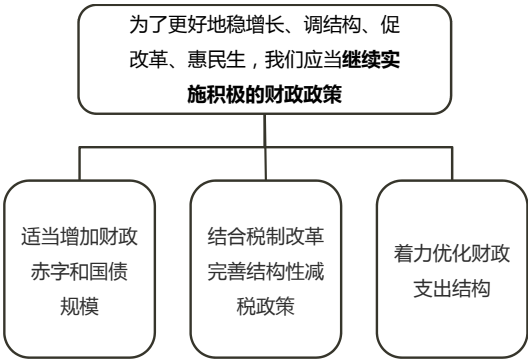 为了更好地稳增长、调结构、促
改革、惠民生，我们应当继续实
施积极的财政政策
适当增加财政
赤字和国债
规模
结合税制改革
完善结构性减
税政策
着力优化财政
支出结构